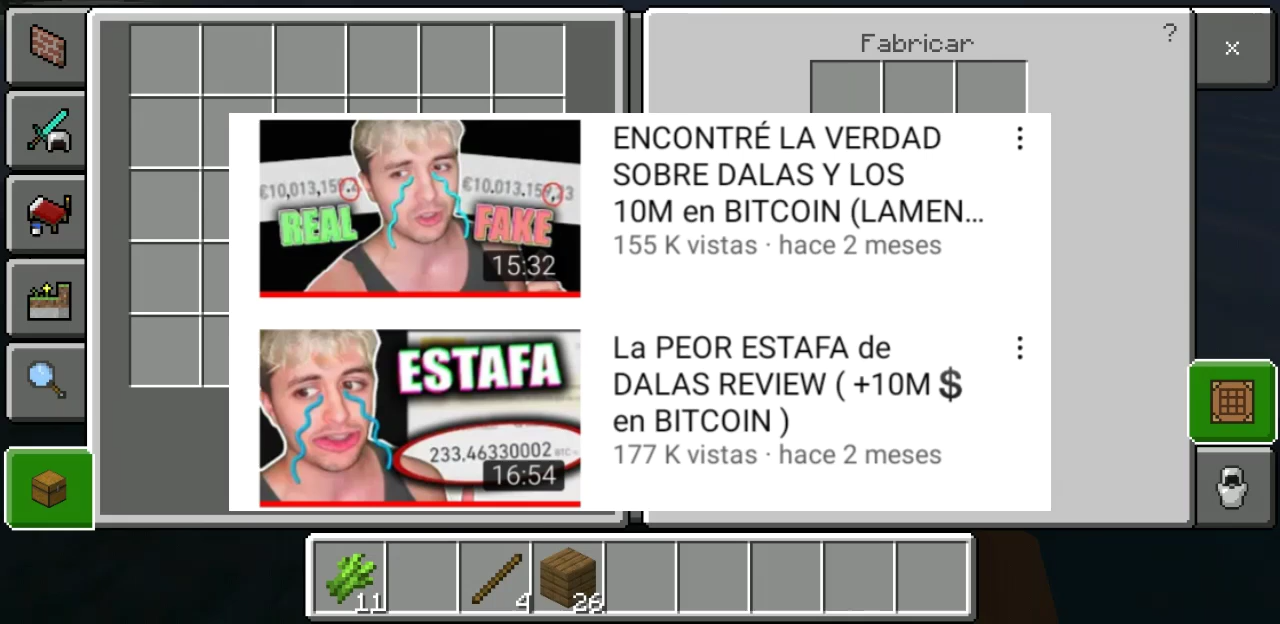 Fabricar
?
ENCONTRÉ LA VERDAD
SOBRE DALAS Y LOS
10M en BITCOIN (LAMEN...
155 K vistas · hace 2 meses
REAL
FAKE
15:32
La PEOR ESTAFA de
DALAS REVIEW ( +10M $
en BITCOIN )
177 K vistas · hace 2 meses
ESTAFA
233,46330002
16:54
11
4
26